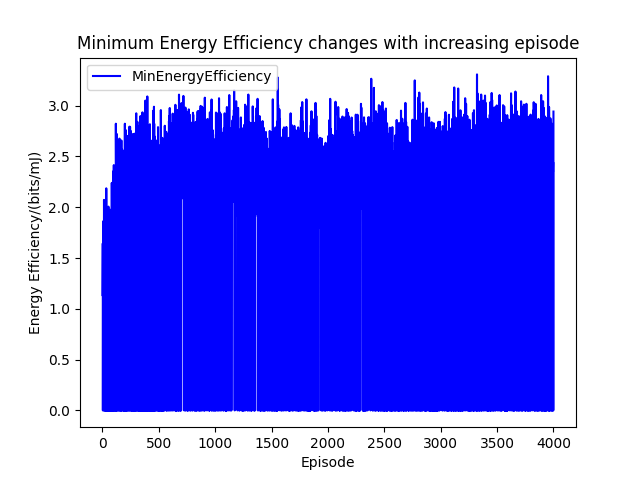 Minimum Energy Efficiency changes with increasing episode
MinEnergyEfficiency
Energy Efficiency/(bits/mJ)
3.0
2.5
2.0
1.5
1.0
0.5
0.0
0 500 1000 1500 2000 2500 3000 3500 4000
Episode